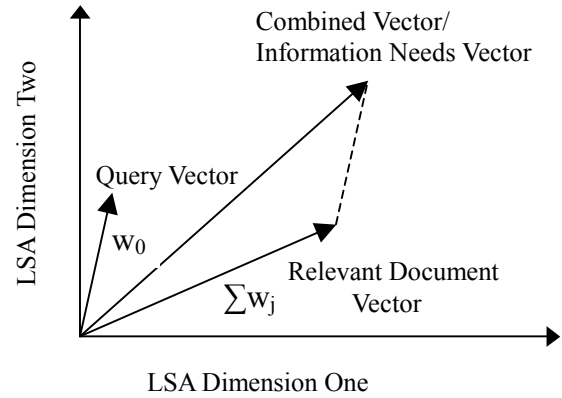 Combined Vector/
Information Needs Vector
LSA Dimension Two
Query Vector
w₀
Relevant Document
Vector
∑wⱼ
LSA Dimension One